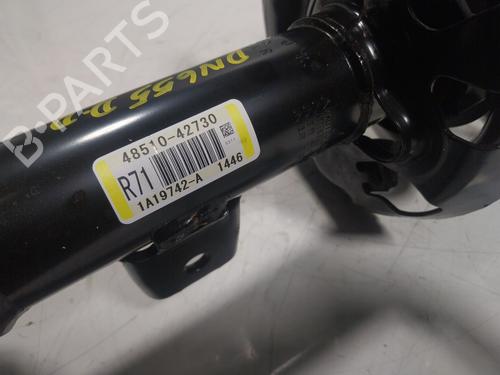 B-PARTS
DN655 D.D
48510-42730
R71
1A19742-A 1446